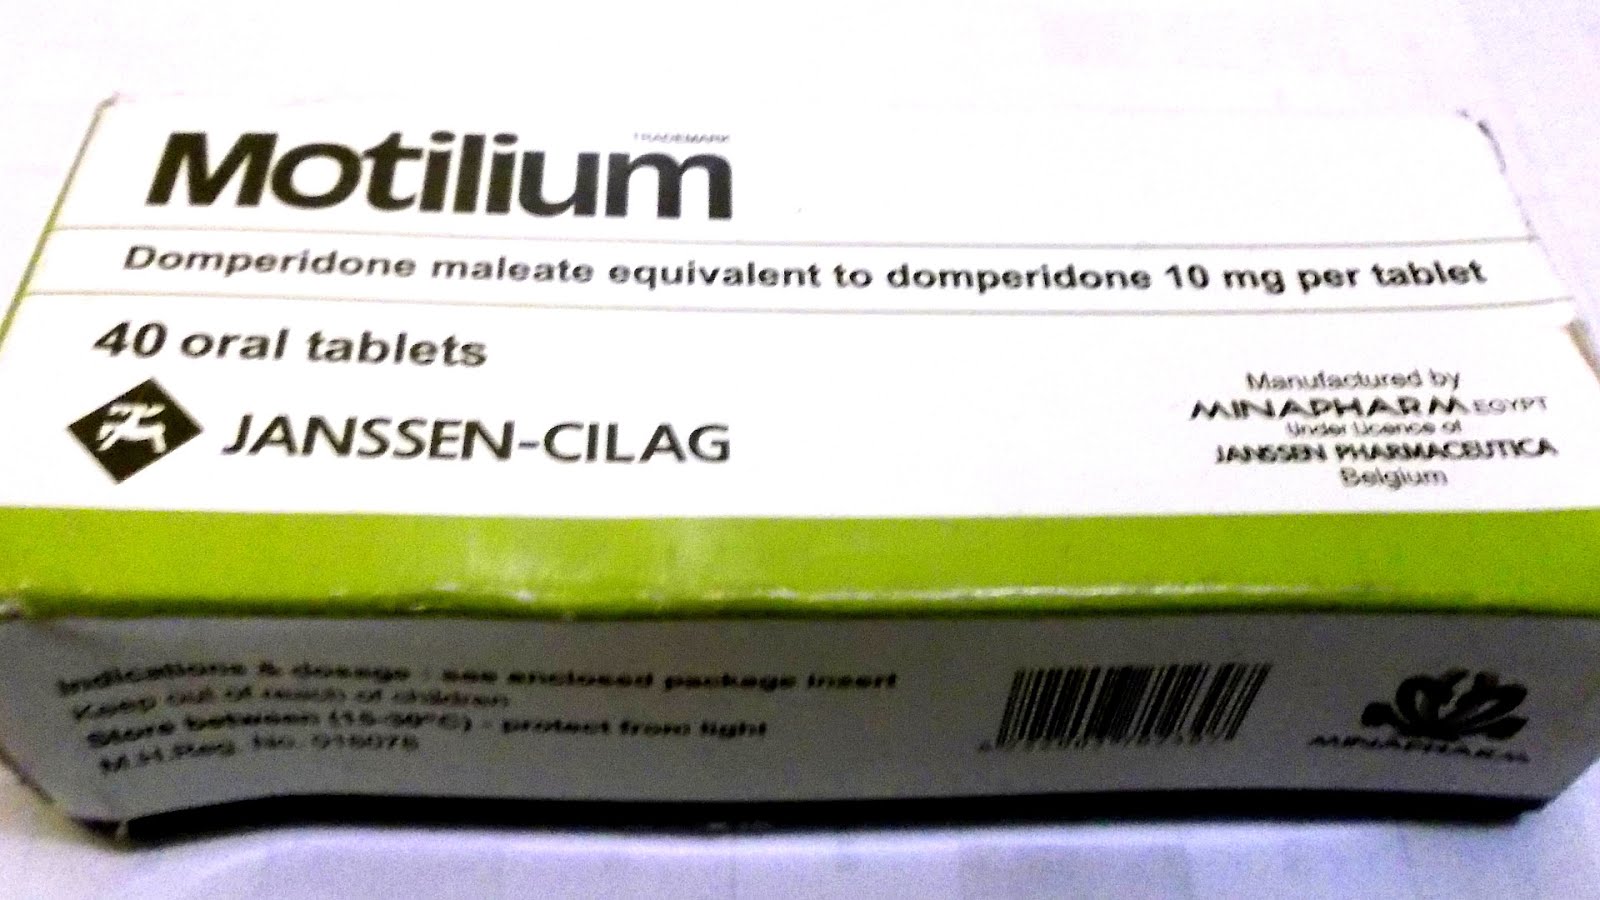 TRADEMARK
Motilium
Domperidone maleate equivalent to domperidone 10 mg per tablet
40 oral tablets
JANSSEN-CILAG
Manufactured by
MINAPHARM EGYPT
Under Licence of
JANSSEN PHARMACEUTICA
Belgium
Indications & dosage : see enclosed package insert
Keep out of reach of children
Store between (15-30°C) - protect from light
M.H.Reg. No.
MINAPHARM